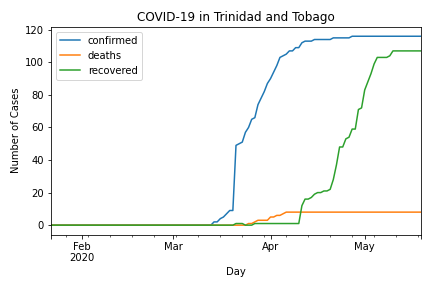 COVID-19 in Trinidad and Tobago
confirmed
deaths
recovered
Number of Cases
120
100
80
60
40
20
0
Feb
2020
Mar
Apr
May
Day